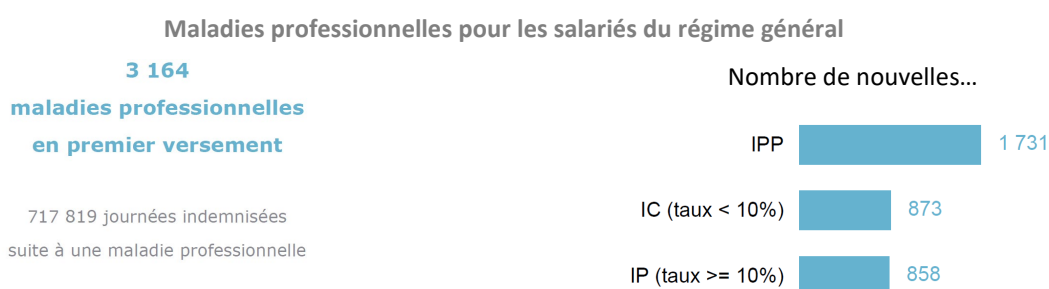 Maladies professionnelles pour les salariés du régime général
3 164
maladies professionnelles
en premier versement
717 819 journées indemnisées
suite à une maladie professionnelle
Nombre de nouvelles…
IPP 1 731
IC (taux < 10%) 873
IP (taux >= 10%) 858